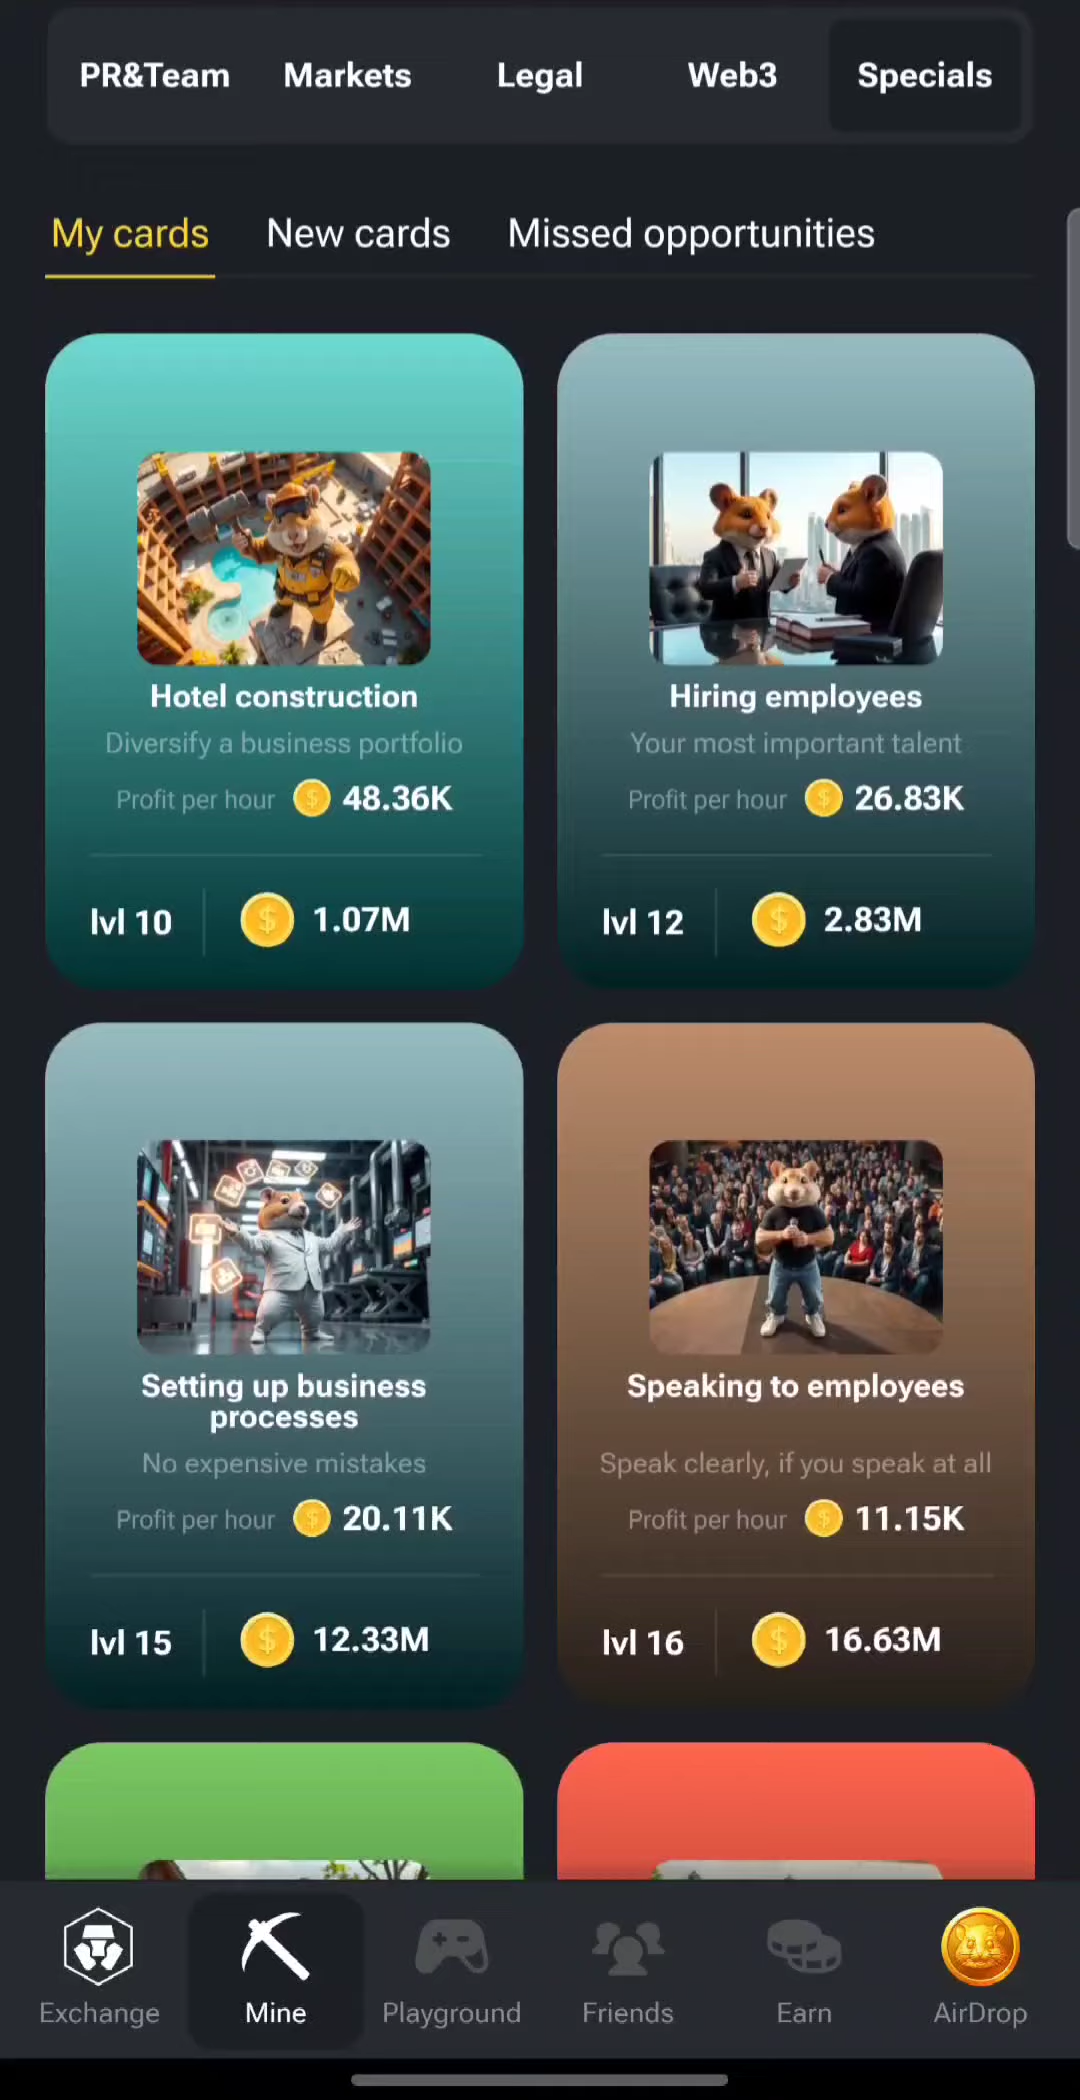 PR&Team Markets Legal Web3 Specials
My cards New cards Missed opportunities
Hotel construction
Diversify a business portfolio
Profit per hour 48.36K
lvl 10 1.07M
Hiring employees
Your most important talent
Profit per hour 26.83K
lvl 12 2.83M
Setting up business
processes
No expensive mistakes
Profit per hour 20.11K
lvl 15 12.33M
Speaking to employees
Speak clearly, if you speak at all
Profit per hour 11.15K
lvl 16 16.63M
Exchange Mine Playground Friends Earn AirDrop